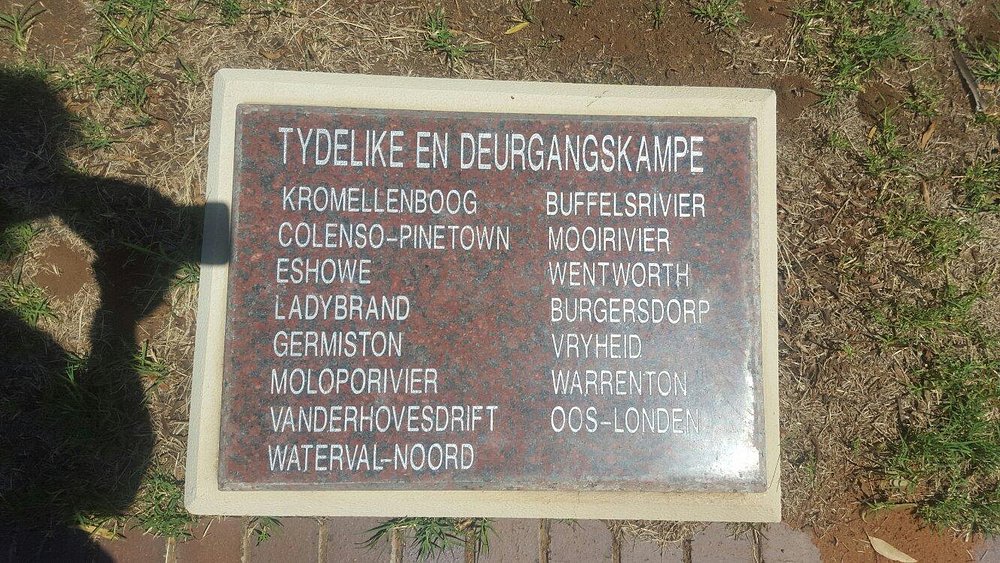 TYDELIKE EN DEURGANGSKAMPE
KROMELLENBOOG
COLENSO-PINETOWN
ESHOWE
LADYBRAND
GERMISTON
MOLOPORIVIER
VANDERHOVESDRIFT
WATERVAL-NOORD
BUFFELSRIVIER
MOOIRIVIER
WENTWORTH
BURGERSDORP
VRYHEID
WARRENTON
OOS-LONDEN